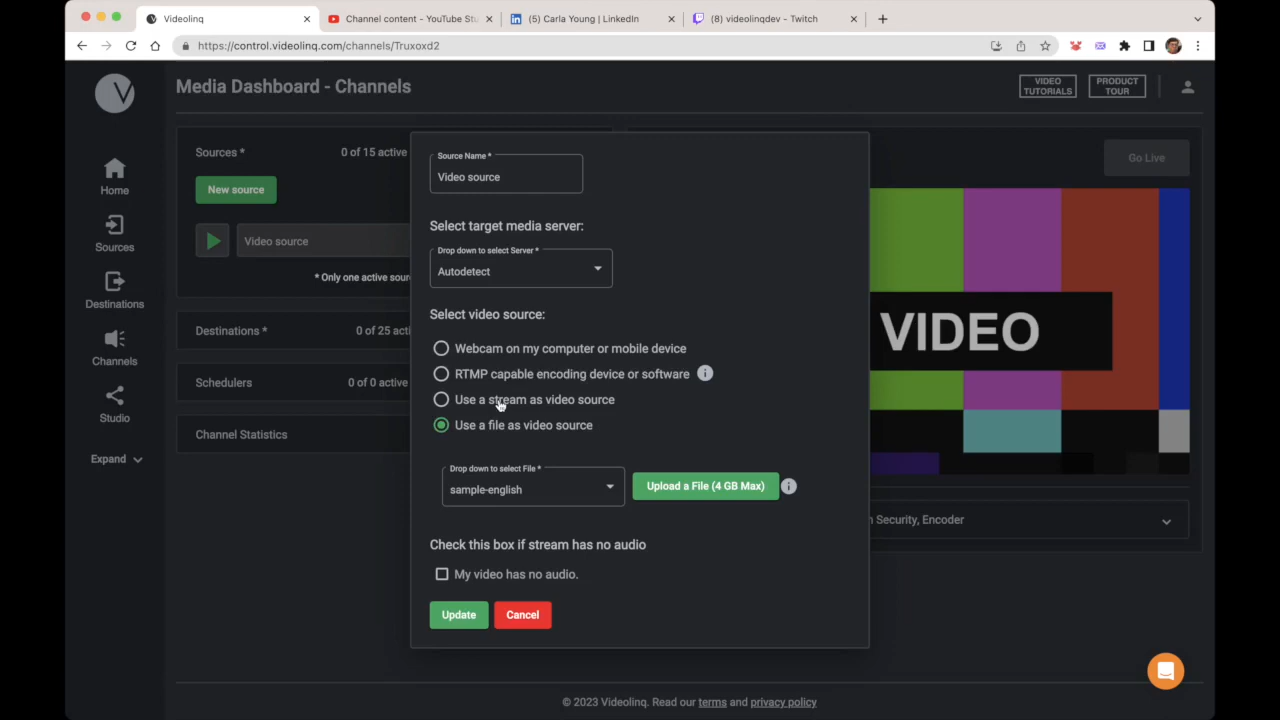 Videolinq
Channel content - YouTube Stu
(5) Carla Young | LinkedIn
(8) videolinqdev - Twitch
https://control.videolinq.com/channels/Truxoxd2
Media Dashboard - Channels
VIDEO
TUTORIALS
PRODUCT
TOUR
Home
Sources
Destinations
Channels
Studio
Expand
Sources *
0 of 15 active
New source
Video source
* Only one active sour
Destinations *
0 of 25 acti
Schedulers
0 of 0 active
Channel Statistics
Source Name *
Video source
Select target media server:
Drop down to select Server *
Autodetect
Select video source:
Webcam on my computer or mobile device
RTMP capable encoding device or software
Use a stream as video source
Use a file as video source
Drop down to select File *
sample-english
Upload a File (4 GB Max)
Check this box if stream has no audio
My video has no audio.
Update
Cancel
Go Live
VIDEO
n Security, Encoder
© 2023 Videolinq. Read our terms and privacy policy